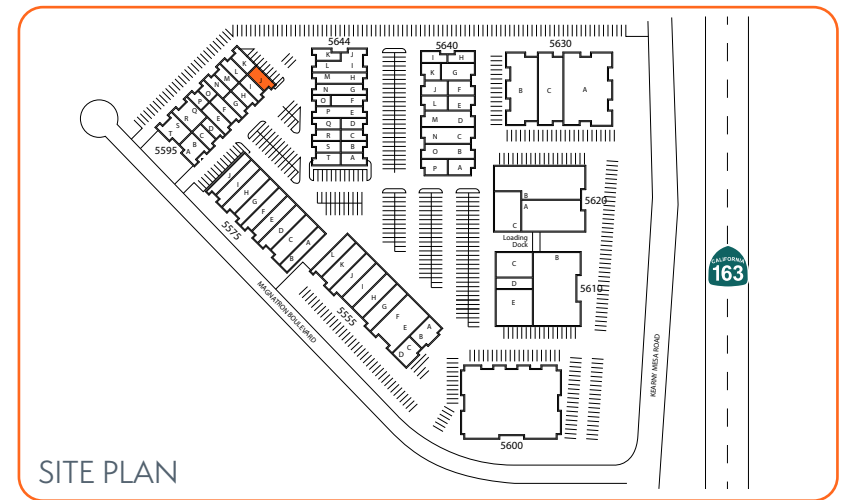 5644
K J
L I
M H
N G
O F
P E
Q D
R C
S B
T A
5640
I H
K G
J F
L E
M D
N C
O B
P A
5630
B C A
5595
K
L J
M I
N H
O G
P F
Q E
R D
S C
T B
A
5620
B
A
C
Loading
Dock
5610
C B
D
E
5575
J
I
H
G
F
E
D
C A
B
5555
L
K
J
I
H
G
F
E A
B
C
D
5600
MAGNATRON BOULEVARD
KEARNY MESA ROAD
CALIFORNIA
163
SITE PLAN